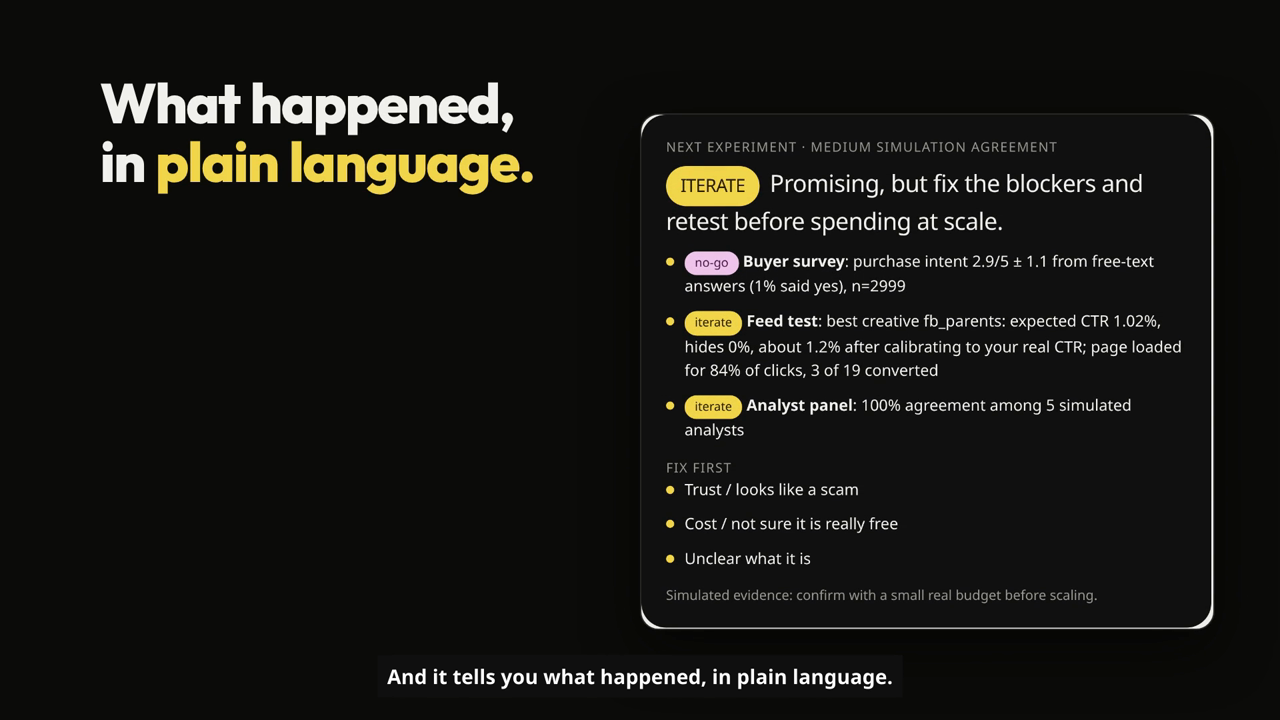 What happened,
in plain language.
NEXT EXPERIMENT · MEDIUM SIMULATION AGREEMENT
ITERATE Promising, but fix the blockers and
retest before spending at scale.
no-go Buyer survey: purchase intent 2.9/5 ± 1.1 from free-text
answers (1% said yes), n=2999
iterate Feed test: best creative fb_parents: expected CTR 1.02%,
hides 0%, about 1.2% after calibrating to your real CTR; page loaded
for 84% of clicks, 3 of 19 converted
iterate Analyst panel: 100% agreement among 5 simulated
analysts
FIX FIRST
Trust / looks like a scam
Cost / not sure it is really free
Unclear what it is
Simulated evidence: confirm with a small real budget before scaling.
And it tells you what happened, in plain language.